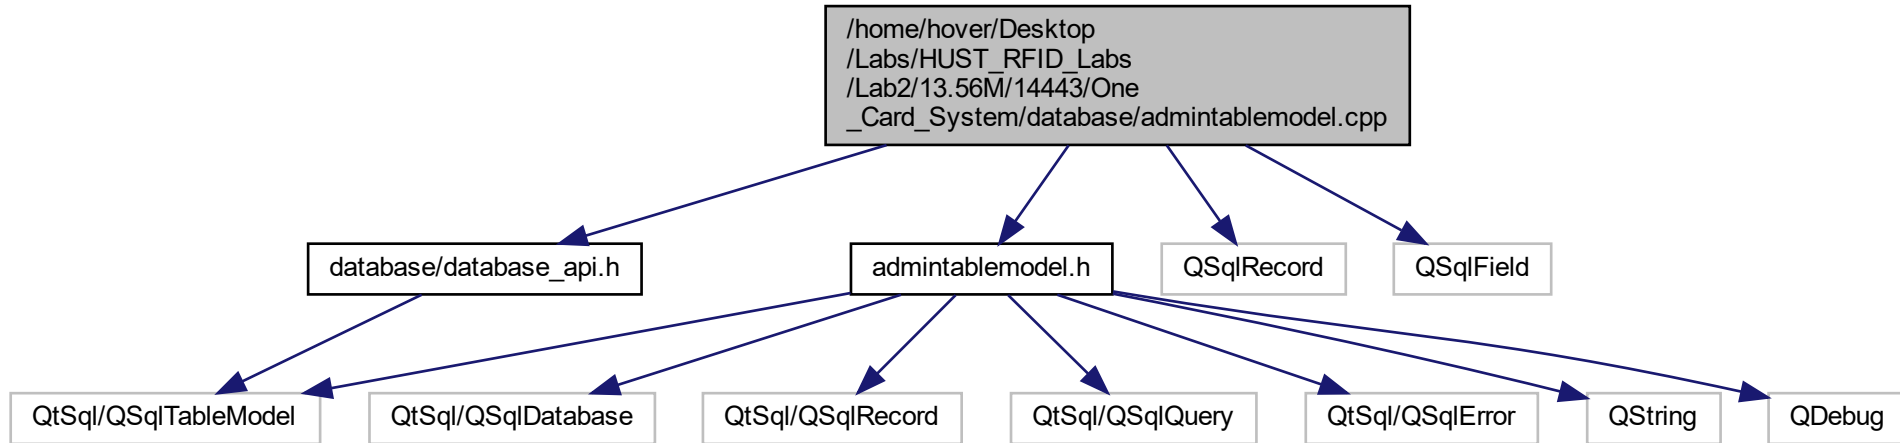 /home/hover/Desktop
/Labs/HUST_RFID_Labs
/Lab2/13.56M/14443/One
_Card_System/database/admintablemodel.cpp
database/database_api.h
admintablemodel.h
QSqlRecord
QSqlField
QtSql/QSqlTableModel
QtSql/QSqlDatabase
QtSql/QSqlRecord
QtSql/QSqlQuery
QtSql/QSqlError
QString
QDebug